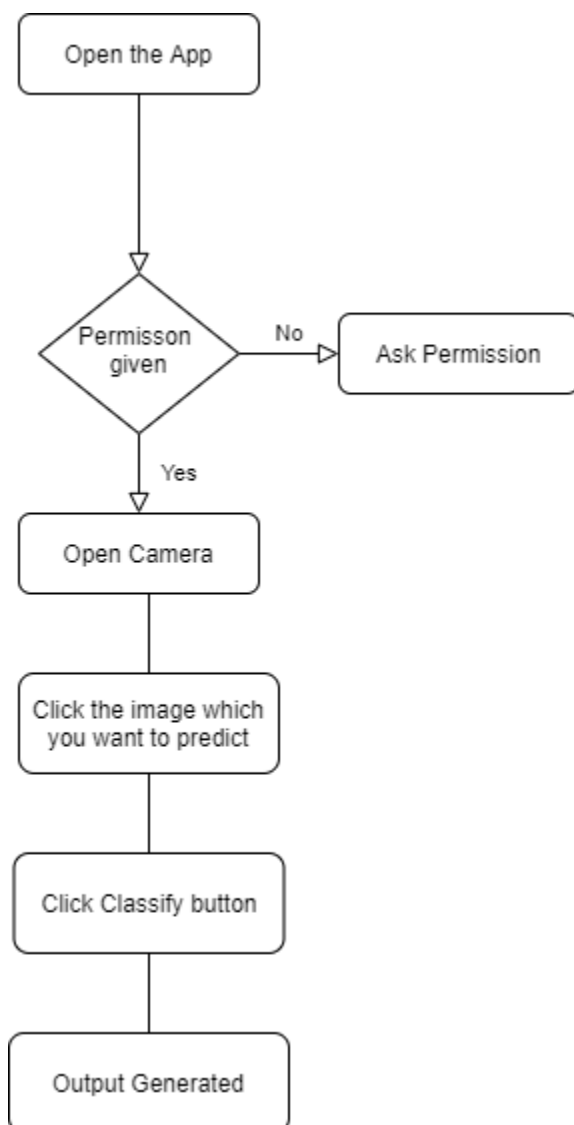 Open the App
Permisson
given
No
Ask Permission
Yes
Open Camera
Click the image which
you want to predict
Click Classify button
Output Generated